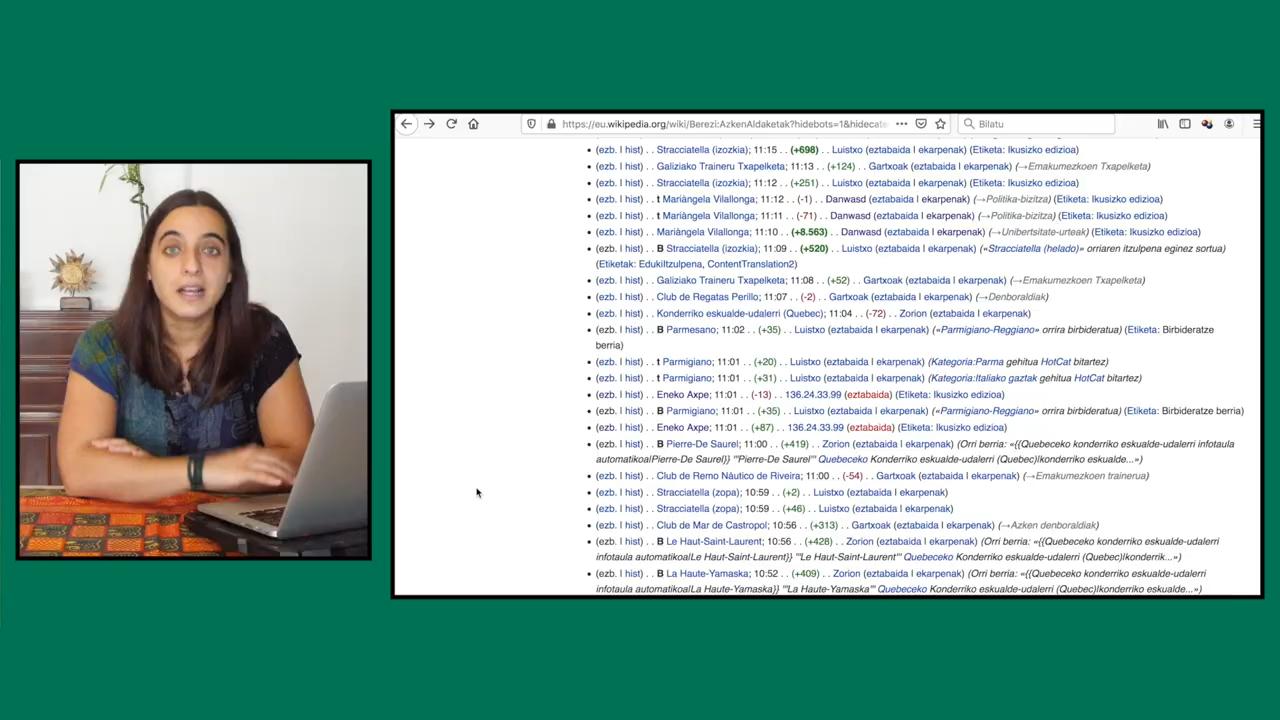 https://eu.wikipedia.org/wiki/Berezi:AzkenAldaketak?hidebots=1&hidecate
Bilatu
(ezb. | hist) . . Stracciatella (izozkia); 11:15 . . (+698) . . Luistxo (eztabaida | ekarpenak) (Etiketa: Ikusizko edizioa)
(ezb. | hist) . . Galiziako Traineru Txapelketa; 11:13 . . (+124) . . Gartxoak (eztabaida | ekarpenak) (→Emakumezkoen Txapelketa)
(ezb. | hist) . . Stracciatella (izozkia); 11:12 . . (+251) . . Luistxo (eztabaida | ekarpenak) (Etiketa: Ikusizko edizioa)
(ezb. | hist) . . t Mariàngela Vilallonga; 11:12 . . (-1) . . Danwasd (eztabaida | ekarpenak) (→Politika-bizitza) (Etiketa: Ikusizko edizioa)
(ezb. | hist) . . t Mariàngela Vilallonga; 11:11 . . (-71) . . Danwasd (eztabaida | ekarpenak) (→Politika-bizitza) (Etiketa: Ikusizko edizioa)
(ezb. | hist) . . Mariàngela Vilallonga; 11:10 . . (+8.563) . . Danwasd (eztabaida | ekarpenak) (→Unibertsitate-urteak) (Etiketa: Ikusizko edizioa)
(ezb. | hist) . . B Stracciatella (izozkia); 11:09 . . (+520) . . Luistxo (eztabaida | ekarpenak) («Stracciatella (helado)» orriaren itzulpena eginez sortua)
(Etiketak: EdukiItzulpena, ContentTranslation2)
(ezb. | hist) . . Galiziako Traineru Txapelketa; 11:08 . . (+52) . . Gartxoak (eztabaida | ekarpenak) (→Emakumezkoen Txapelketa)
(ezb. | hist) . . Club de Regatas Perillo; 11:07 . . (-2) . . Gartxoak (eztabaida | ekarpenak) (→Denboraldiak)
(ezb. | hist) . . Konderriko eskualde-udalerri (Quebec); 11:04 . . (-72) . . Zorion (eztabaida | ekarpenak)
(ezb. | hist) . . B Parmesano; 11:02 . . (+35) . . Luistxo (eztabaida | ekarpenak) («Parmigiano-Reggiano» orrira birbideratua) (Etiketa: Birbideratze
berria)
(ezb. | hist) . . t Parmigiano; 11:01 . . (+20) . . Luistxo (eztabaida | ekarpenak) (Kategoria:Parma gehitua HotCat bitartez)
(ezb. | hist) . . t Parmigiano; 11:01 . . (+31) . . Luistxo (eztabaida | ekarpenak) (Kategoria:Italiako gaztak gehitua HotCat bitartez)
(ezb. | hist) . . Eneko Axpe; 11:01 . . (-13) . . 136.24.33.99 (eztabaida) (Etiketa: Ikusizko edizioa)
(ezb. | hist) . . B Parmigiano; 11:01 . . (+35) . . Luistxo (eztabaida | ekarpenak) («Parmigiano-Reggiano» orrira birbideratua) (Etiketa: Birbideratze berria)
(ezb. | hist) . . Eneko Axpe; 11:01 . . (+87) . . 136.24.33.99 (eztabaida) (Etiketa: Ikusizko edizioa)
(ezb. | hist) . . B Pierre-De Saurel; 11:00 . . (+419) . . Zorion (eztabaida | ekarpenak) (Orri berria: «{{Quebeceko konderriko eskualde-udalerri infotaula
automatikoa|Pierre-De Saurel}} '''Pierre-De Saurel''' Quebeceko Konderriko eskualde-udalerri (Quebec)|konderriko eskualde...»)
(ezb. | hist) . . Club de Remo Náutico de Riveira; 11:00 . . (-54) . . Gartxoak (eztabaida | ekarpenak) (→Emakumezkoen trainerua)
(ezb. | hist) . . Stracciatella (zopa); 10:59 . . (+2) . . Luistxo (eztabaida | ekarpenak)
(ezb. | hist) . . Stracciatella (zopa); 10:59 . . (+46) . . Luistxo (eztabaida | ekarpenak)
(ezb. | hist) . . Club de Mar de Castropol; 10:56 . . (+313) . . Gartxoak (eztabaida | ekarpenak) (→Azken denboraldiak)
(ezb. | hist) . . B Le Haut-Saint-Laurent; 10:56 . . (+428) . . Zorion (eztabaida | ekarpenak) (Orri berria: «{{Quebeceko konderriko eskualde-udalerri
infotaula automatikoa|Le Haut-Saint-Laurent}} '''Le Haut-Saint-Laurent''' Quebeceko Konderriko eskualde-udalerri (Quebec)|konderrik...»)
(ezb. | hist) . . B La Haute-Yamaska; 10:52 . . (+409) . . Zorion (eztabaida | ekarpenak) (Orri berria: «{{Quebeceko konderriko eskualde-udalerri
infotaula automatikoa|La Haute-Yamaska}} '''La Haute-Yamaska''' Quebeceko Konderriko eskualde-udalerri (Quebec)|konderriko eskualde...»)